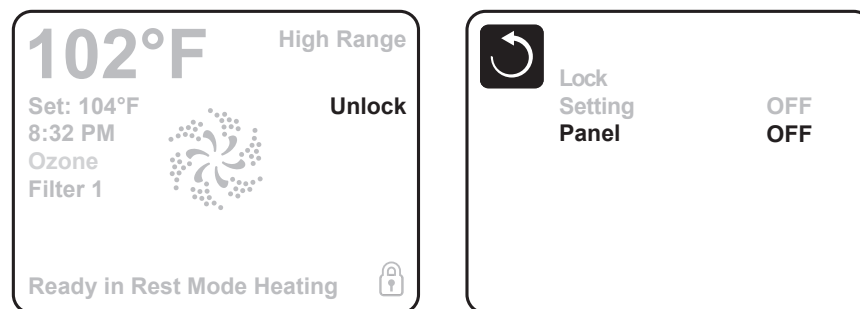 102°F
High Range
Set: 104°F
Unlock
8:32 PM
Ozone
Filter 1
Ready in Rest Mode Heating
Lock
Setting OFF
Panel OFF